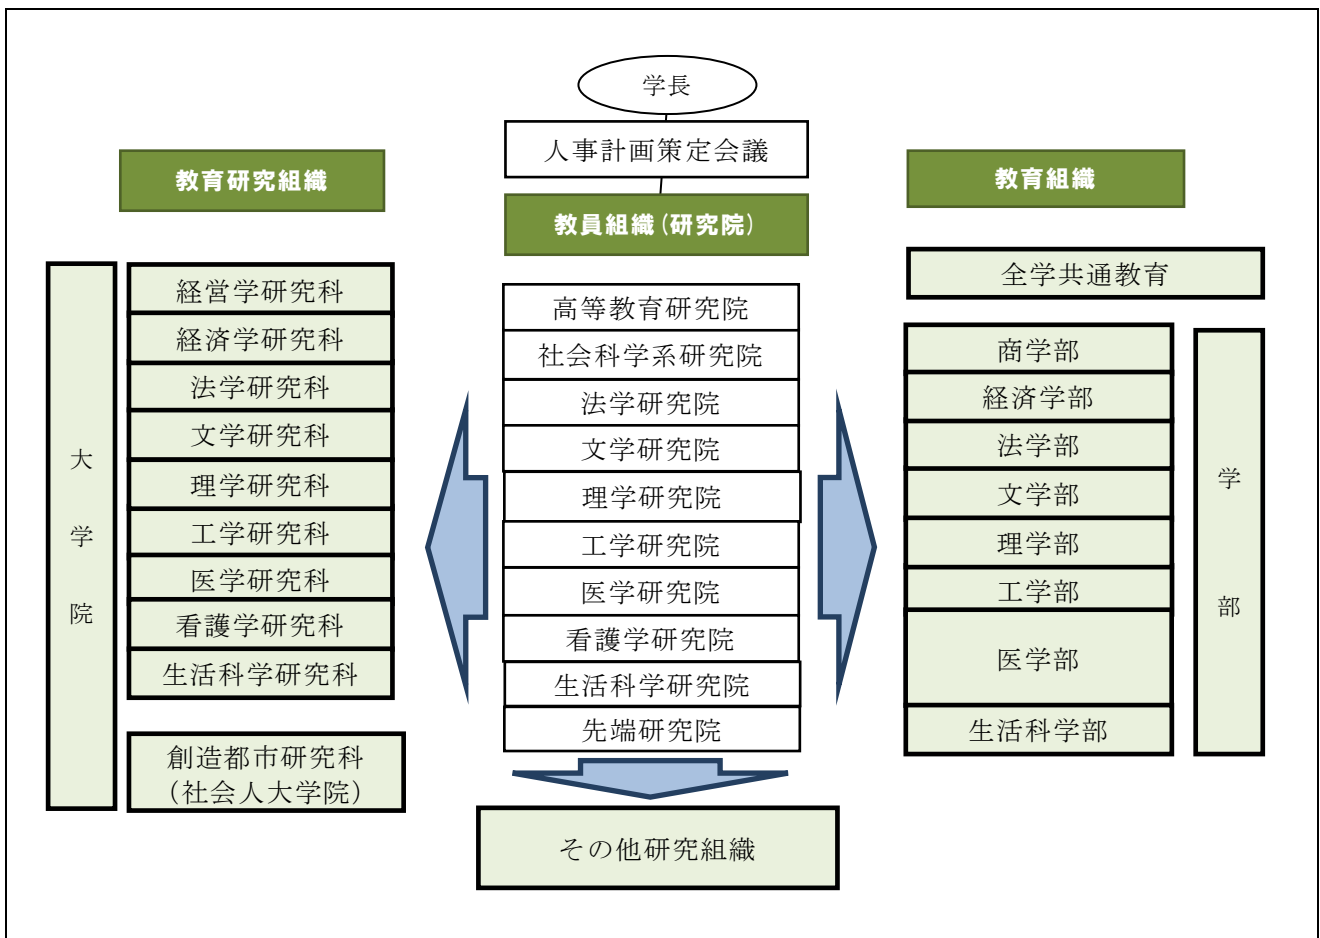 学長
人事計画策定会議
教育研究組織
教員組織(研究院)
教育組織
大学院
経営学研究科
経済学研究科
法学研究科
文学研究科
理学研究科
工学研究科
医学研究科
看護学研究科
生活科学研究科
創造都市研究科
(社会人大学院)
高等教育研究院
社会科学系研究院
法学研究院
文学研究院
理学研究院
工学研究院
医学研究院
看護学研究院
生活科学研究院
先端研究院
その他研究組織
全学共通教育
商学部
経済学部
法学部
文学部
理学部
工学部
医学部
生活科学部
学部